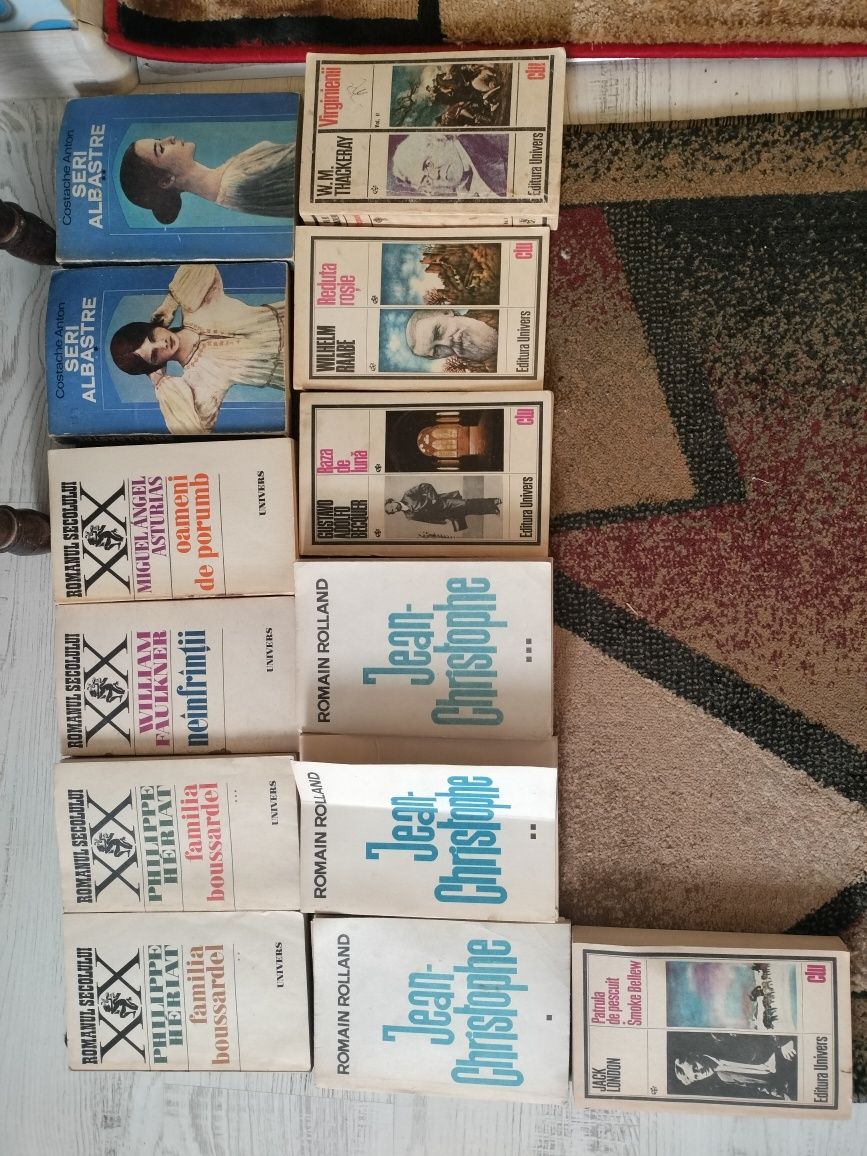 ROMANUL SECOLULUI
XX
PHILIPPE
HERIAT
familia
boussardel
**
UNIVERS
ROMANUL SECOLULUI
XX
PHILIPPE
HERIAT
familia
boussardel
***
UNIVERS
ROMANUL SECOLULUI
XX
WILLIAM
FAULKNER
neînfrînții
UNIVERS
ROMANUL SECOLULUI
XX
MIGUEL ÁNGEL
ASTURIAS
oameni
de porumb
UNIVERS
Costache Anton
SERI
ALBASTRE
Costache Anton
SERI
ALBASTRE
ROMAIN ROLLAND
Jean-
Christophe
ROMAIN ROLLAND
Jean-
Christophe
ROMAIN ROLLAND
Jean-
Christophe
GUSTAVO
ADOLFO
BECQUER
Raza
de
lună
Editura Univers
clu
WILHELM
RAABE
Reduta
roșie
Editura Univers
clu
W. M.
THACKERAY
Virginienii
Vol. II
Editura Univers
clu
JACK
LONDON
Patrula
de pescuit
Smoke Bellew
Editura Univers
clu